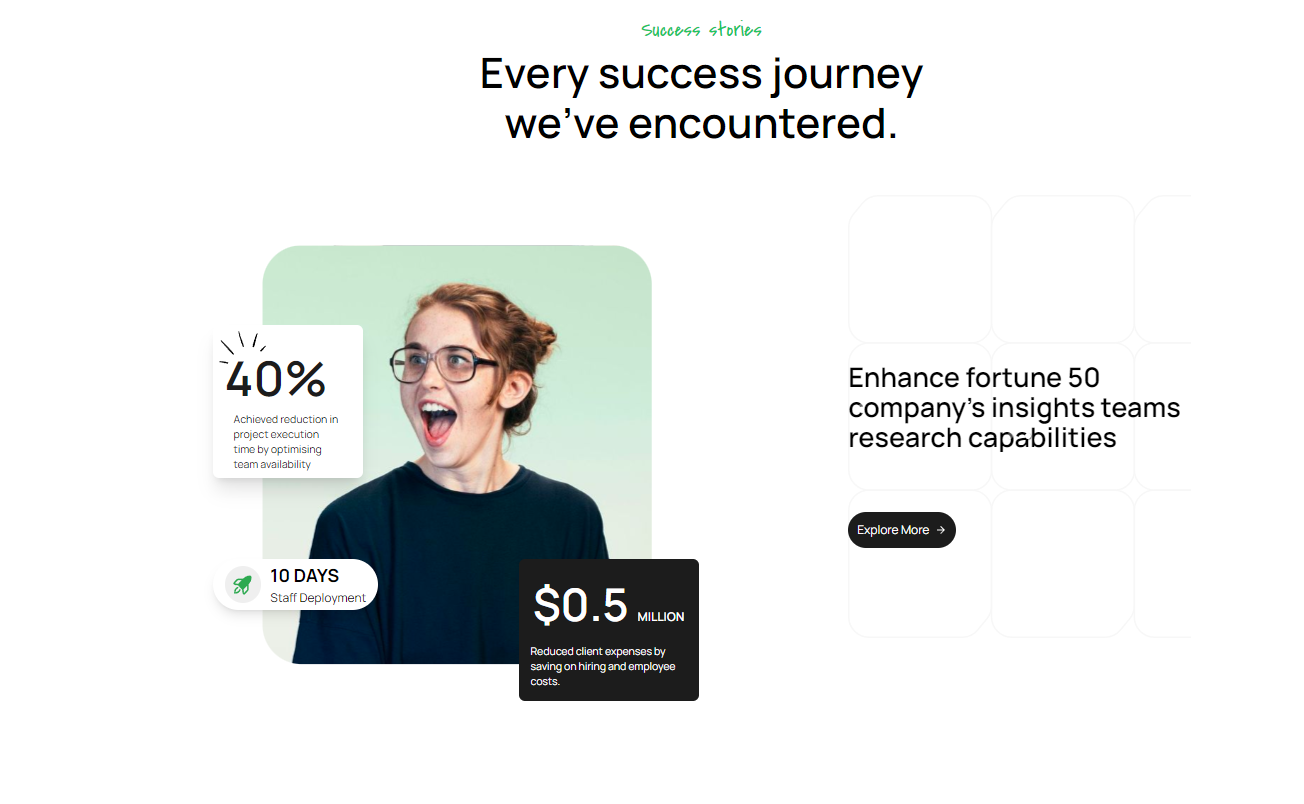 Success stories
Every success journey
we’ve encountered.
40%
Achieved reduction in
project execution
time by optimising
team availability
10 DAYS
Staff Deployment
$0.5 MILLION
Reduced client expenses by
saving on hiring and employee
costs.
Enhance fortune 50
company’s insights teams
research capabilities
Explore More →